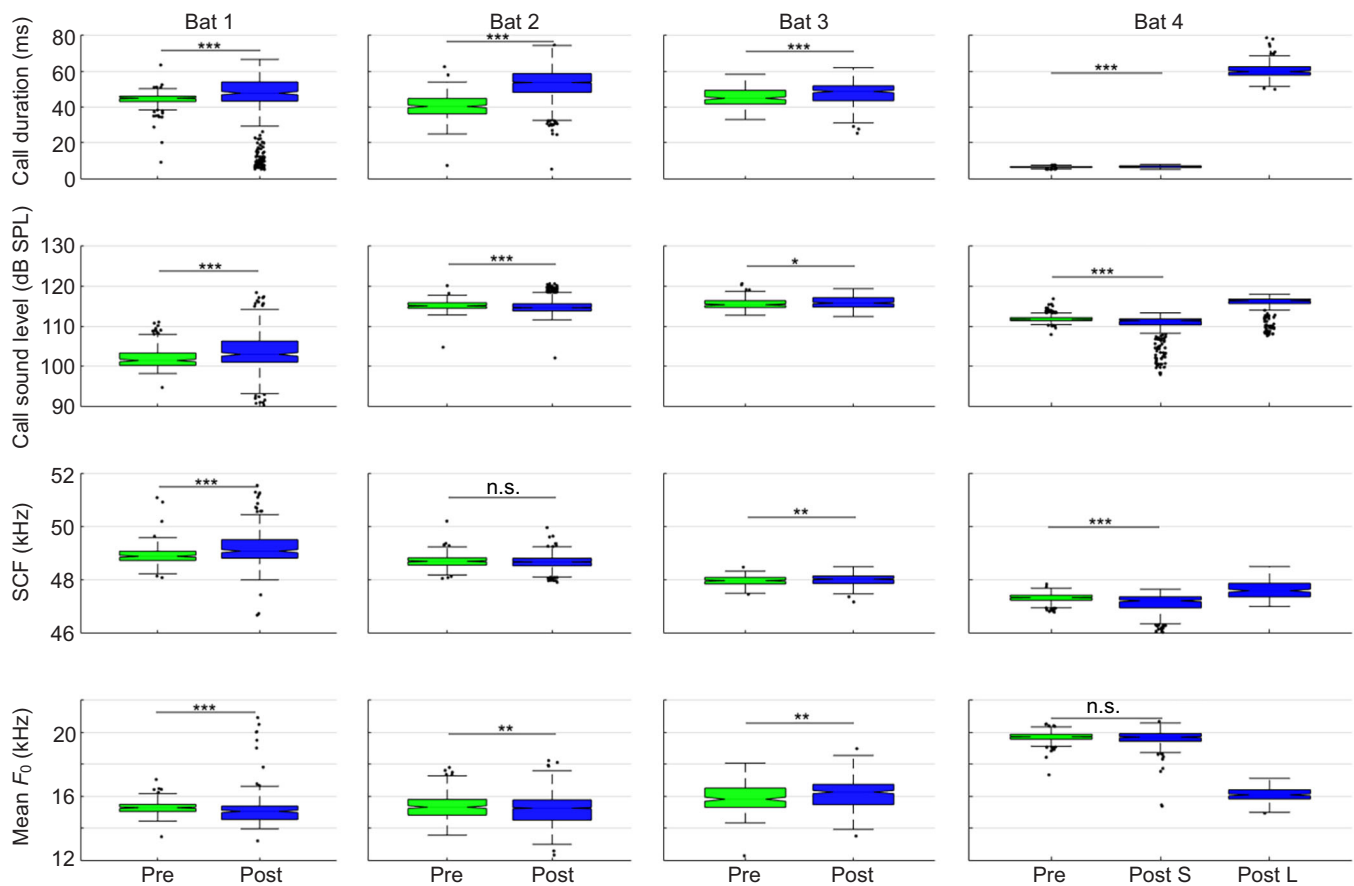 Bat 1 Bat 2 Bat 3 Bat 4
Call duration (ms)
80
60
40
20
0
*** *** *** ***
Call sound level (dB SPL)
130
120
110
100
90
*** *** * ***
SCF (kHz)
52
50
48
46
*** n.s. ** ***
Mean F0 (kHz)
20
16
12
*** ** ** n.s.
Pre Post Pre Post Pre Post Pre Post S Post L